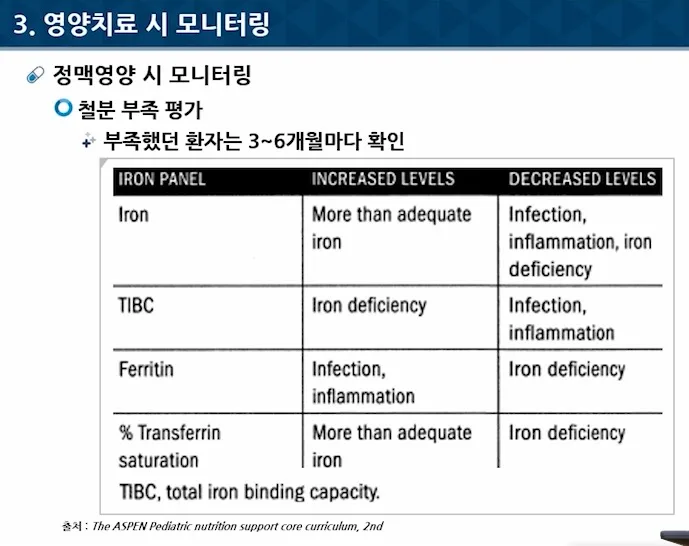 3. 영양치료 시 모니터링
정맥영양 시 모니터링
철분 부족 평가
부족했던 환자는 3~6개월마다 확인
IRON PANEL INCREASED LEVELS DECREASED LEVELS
Iron More than adequate iron Infection, inflammation, iron deficiency
TIBC Iron deficiency Infection, inflammation
Ferritin Infection, inflammation Iron deficiency
% Transferrin saturation More than adequate iron Iron deficiency
TIBC, total iron binding capacity.
출처 : The ASPEN Pediatric nutrition support core curriculum, 2nd